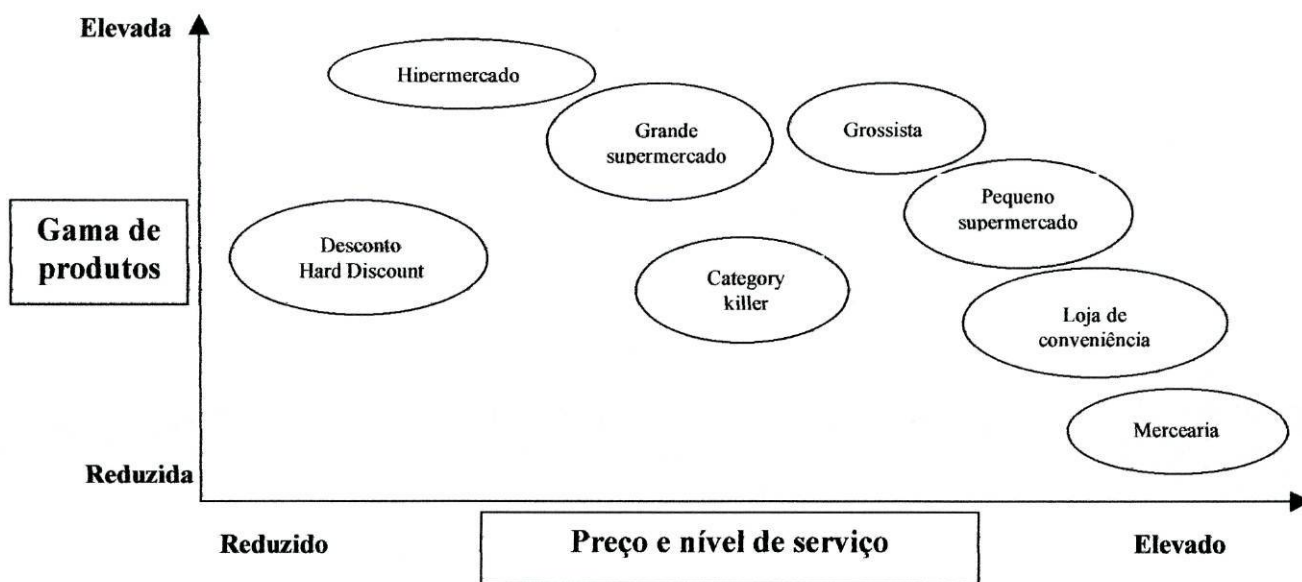 Elevada
Hipermercado
Grande
supermercado
Grossista
Pequeno
supermercado
Gama de
produtos
Desconto
Hard Discount
Category
killer
Loja de
conveniência
Mercearia
Reduzida
Reduzido
Preço e nível de serviço
Elevado